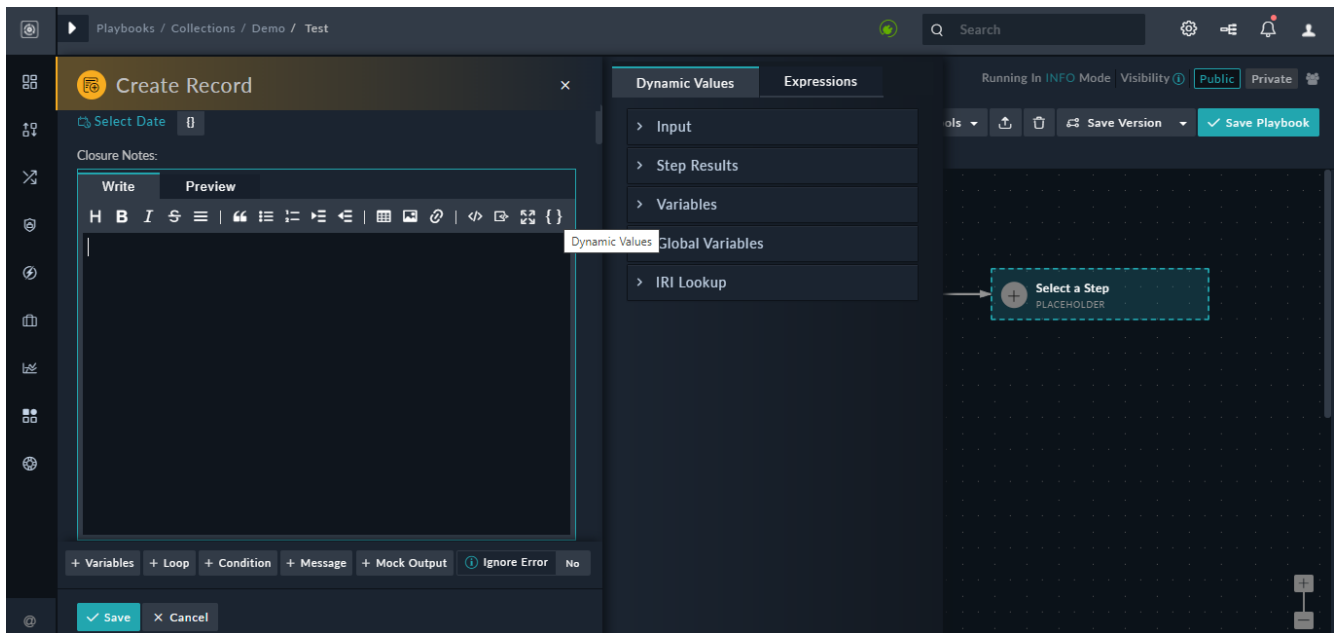 Playbooks / Collections / Demo / Test
Search
Create Record
Dynamic Values
Expressions
Running In INFO Mode
Visibility
Public
Private
Select Date
{}
ols
Save Version
Save Playbook
Closure Notes:
Write
Preview
H B I S
{ }
Dynamic Values
Input
Step Results
Variables
Global Variables
IRI Lookup
Select a Step
PLACEHOLDER
+ Variables
+ Loop
+ Condition
+ Message
+ Mock Output
Ignore Error
No
Save
Cancel
@